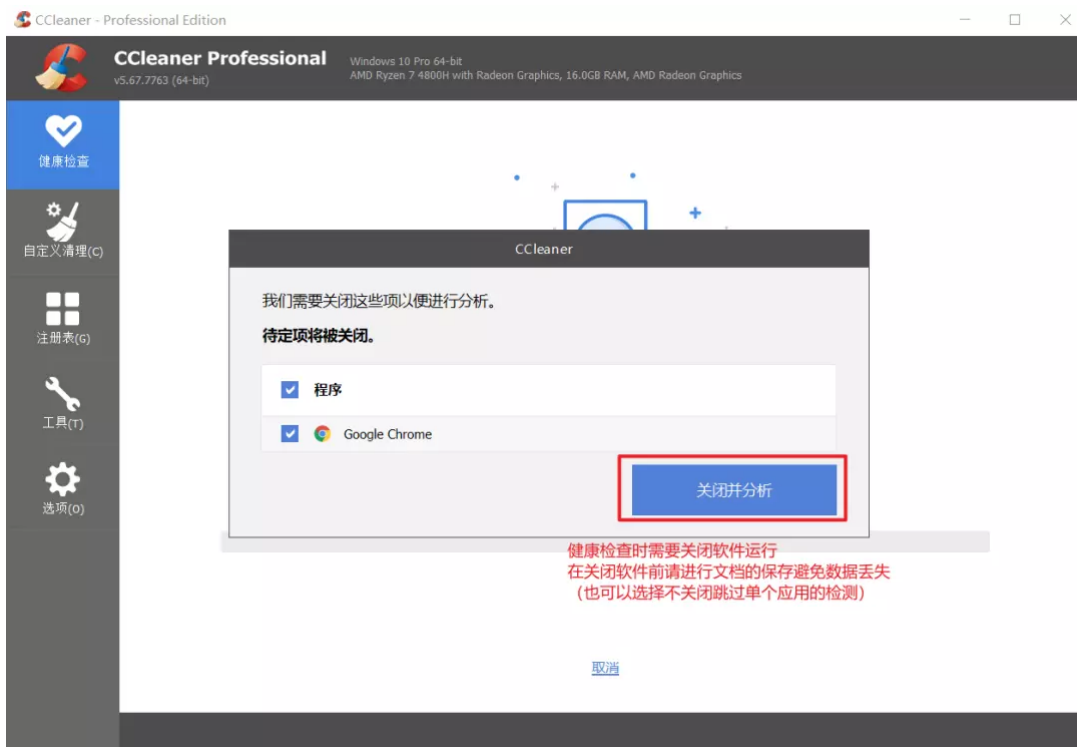 CCleaner - Professional Edition
CCleaner Professional
v5.67.7763 (64-bit)
Windows 10 Pro 64-bit
AMD Ryzen 7 4800H with Radeon Graphics, 16.0GB RAM, AMD Radeon Graphics
健康检查
自定义清理(C)
注册表(G)
工具(T)
选项(O)
CCleaner
我们需要关闭这些项以便进行分析。
待定项将被关闭。
程序
Google Chrome
关闭并分析
健康检查时需要关闭软件运行
在关闭软件前请进行文档的保存避免数据丢失
（也可以选择不关闭跳过单个应用的检测）
取消